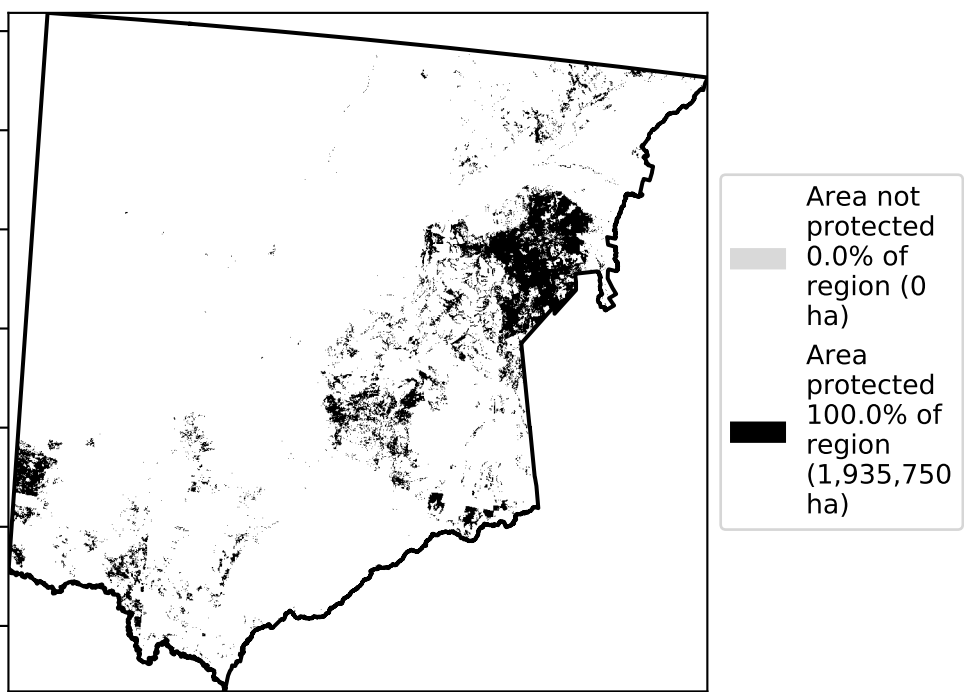 Area not
protected
0.0% of
region (0
ha)
Area
protected
100.0% of
region
(1,935,750
ha)